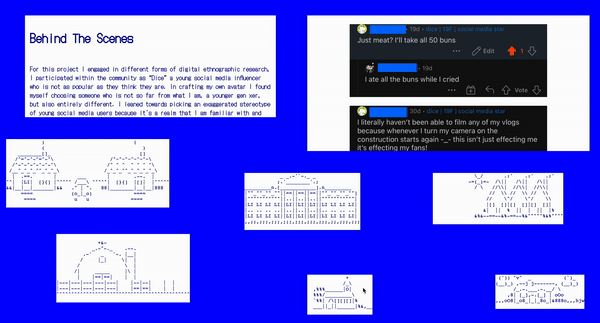 Behind The Scenes
For this project I engaged in different forms of digital ethnographic research,
I participated within the community as "Dice" a young social media influencer
who is not as popular as they think they are. In crafting my own avatar I found
myself choosing someone who is not so far from what I am, a younger gen xer,
but also entirely different. I leaned towards picking an exaggerated stereotype
of young social media users because it's a realm that I am familiar with and
19d • dice | 19F | social media star
Just meat? I'll take all 50 buns
••• Edit 1
19d
I ate all the buns while I cried
••• Vote
30d • dice | 19F | social media star
I literally haven't been able to film any of my vlogs
because whenever I turn my camera on the
construction starts again -_- this isn't just effecting me
it's effecting my fans!